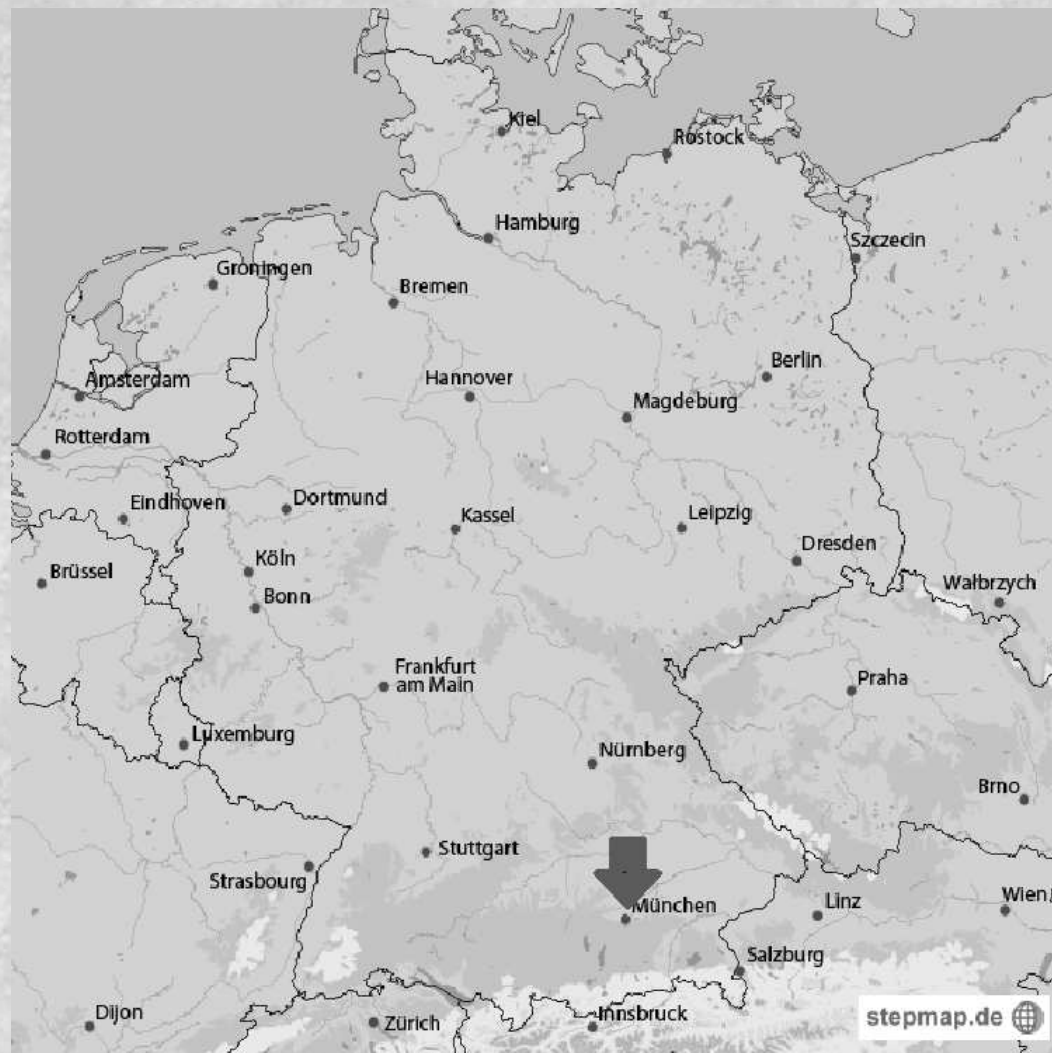 Kiel
Rostock
Hamburg
Szczecin
Groningen
Bremen
Berlin
Amsterdam
Hannover
Magdeburg
Rotterdam
Eindhoven
Dortmund
Kassel
Leipzig
Dresden
Brüssel
Köln
Bonn
Wałbrzych
Frankfurt
am Main
Praha
Luxemburg
Nürnberg
Brno
Stuttgart
Strasbourg
München
Linz
Wien
Salzburg
Dijon
Zürich
Innsbruck
stepmap.de